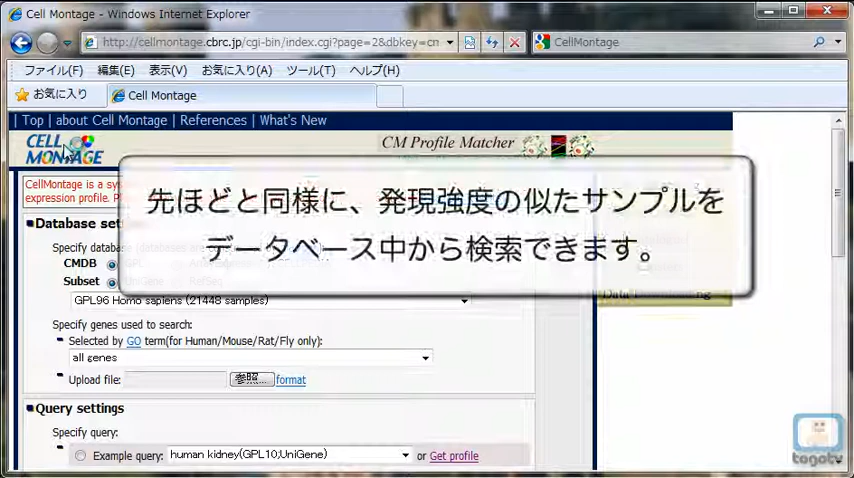 Cell Montage - Windows Internet Explorer
http://cellmontage.cbrc.jp/cgi-bin/index.cgi?page=2&dbkey=cn
CellMontage
ファイル(F) 編集(E) 表示(V) お気に入り(A) ツール(T) ヘルプ(H)
お気に入り Cell Montage
| Top | about Cell Montage | References | What's New
CELL MONTAGE
CM Profile Matcher
CellMontage is a sy
expression profile. P
先ほどと同様に、発現強度の似たサンプルを
データベース中から検索できます。
Database set
Specify databa
CMDB GPL
Subset UniGene RefSeq
GPL96 Homo sapiens (21448 samples)
Specify genes used to search:
Selected by GO term(for Human/Mouse/Rat/Fly only):
all genes
Upload file: 参照... format
Query settings
Specify query:
Example query: human kidney(GPL10;UniGene) or Get profile
togotv